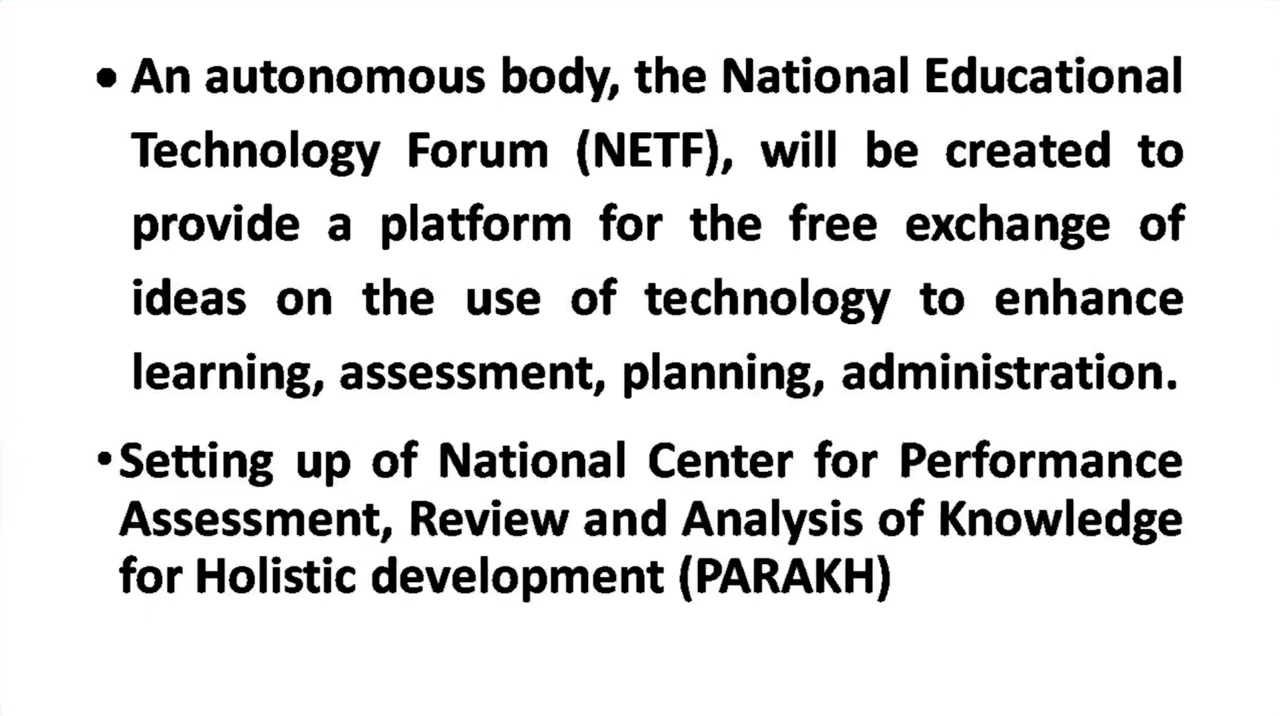 • An autonomous body, the National Educational
Technology Forum (NETF), will be created to
provide a platform for the free exchange of
ideas on the use of technology to enhance
learning, assessment, planning, administration.
• Setting up of National Center for Performance
Assessment, Review and Analysis of Knowledge
for Holistic development (PARAKH)